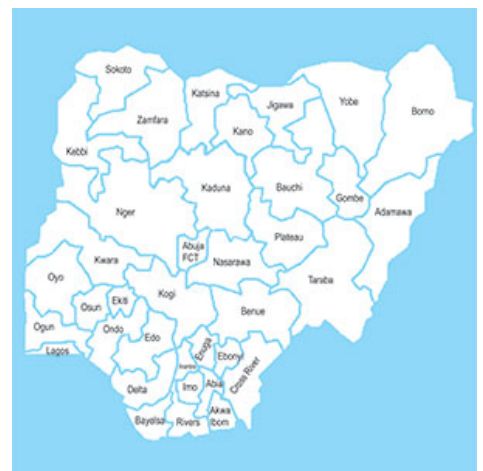 Sokoto
Katsina
Jigawa
Yobe
Borno
Zamfara
Kano
Kebbi
Kaduna
Bauchi
Gombe
Nger
Adamawa
Plateau
Abuja
FCT
Nasarawa
Kwara
Taraba
Oyo
Kogi
Ekiti
Osun
Benue
Ogun
Ondo
Edo
Lagos
Enuga
Ebonyi
Cross River
Delta
Imo
Abia
Akwa
Ibom
Bayelsa
Rivers